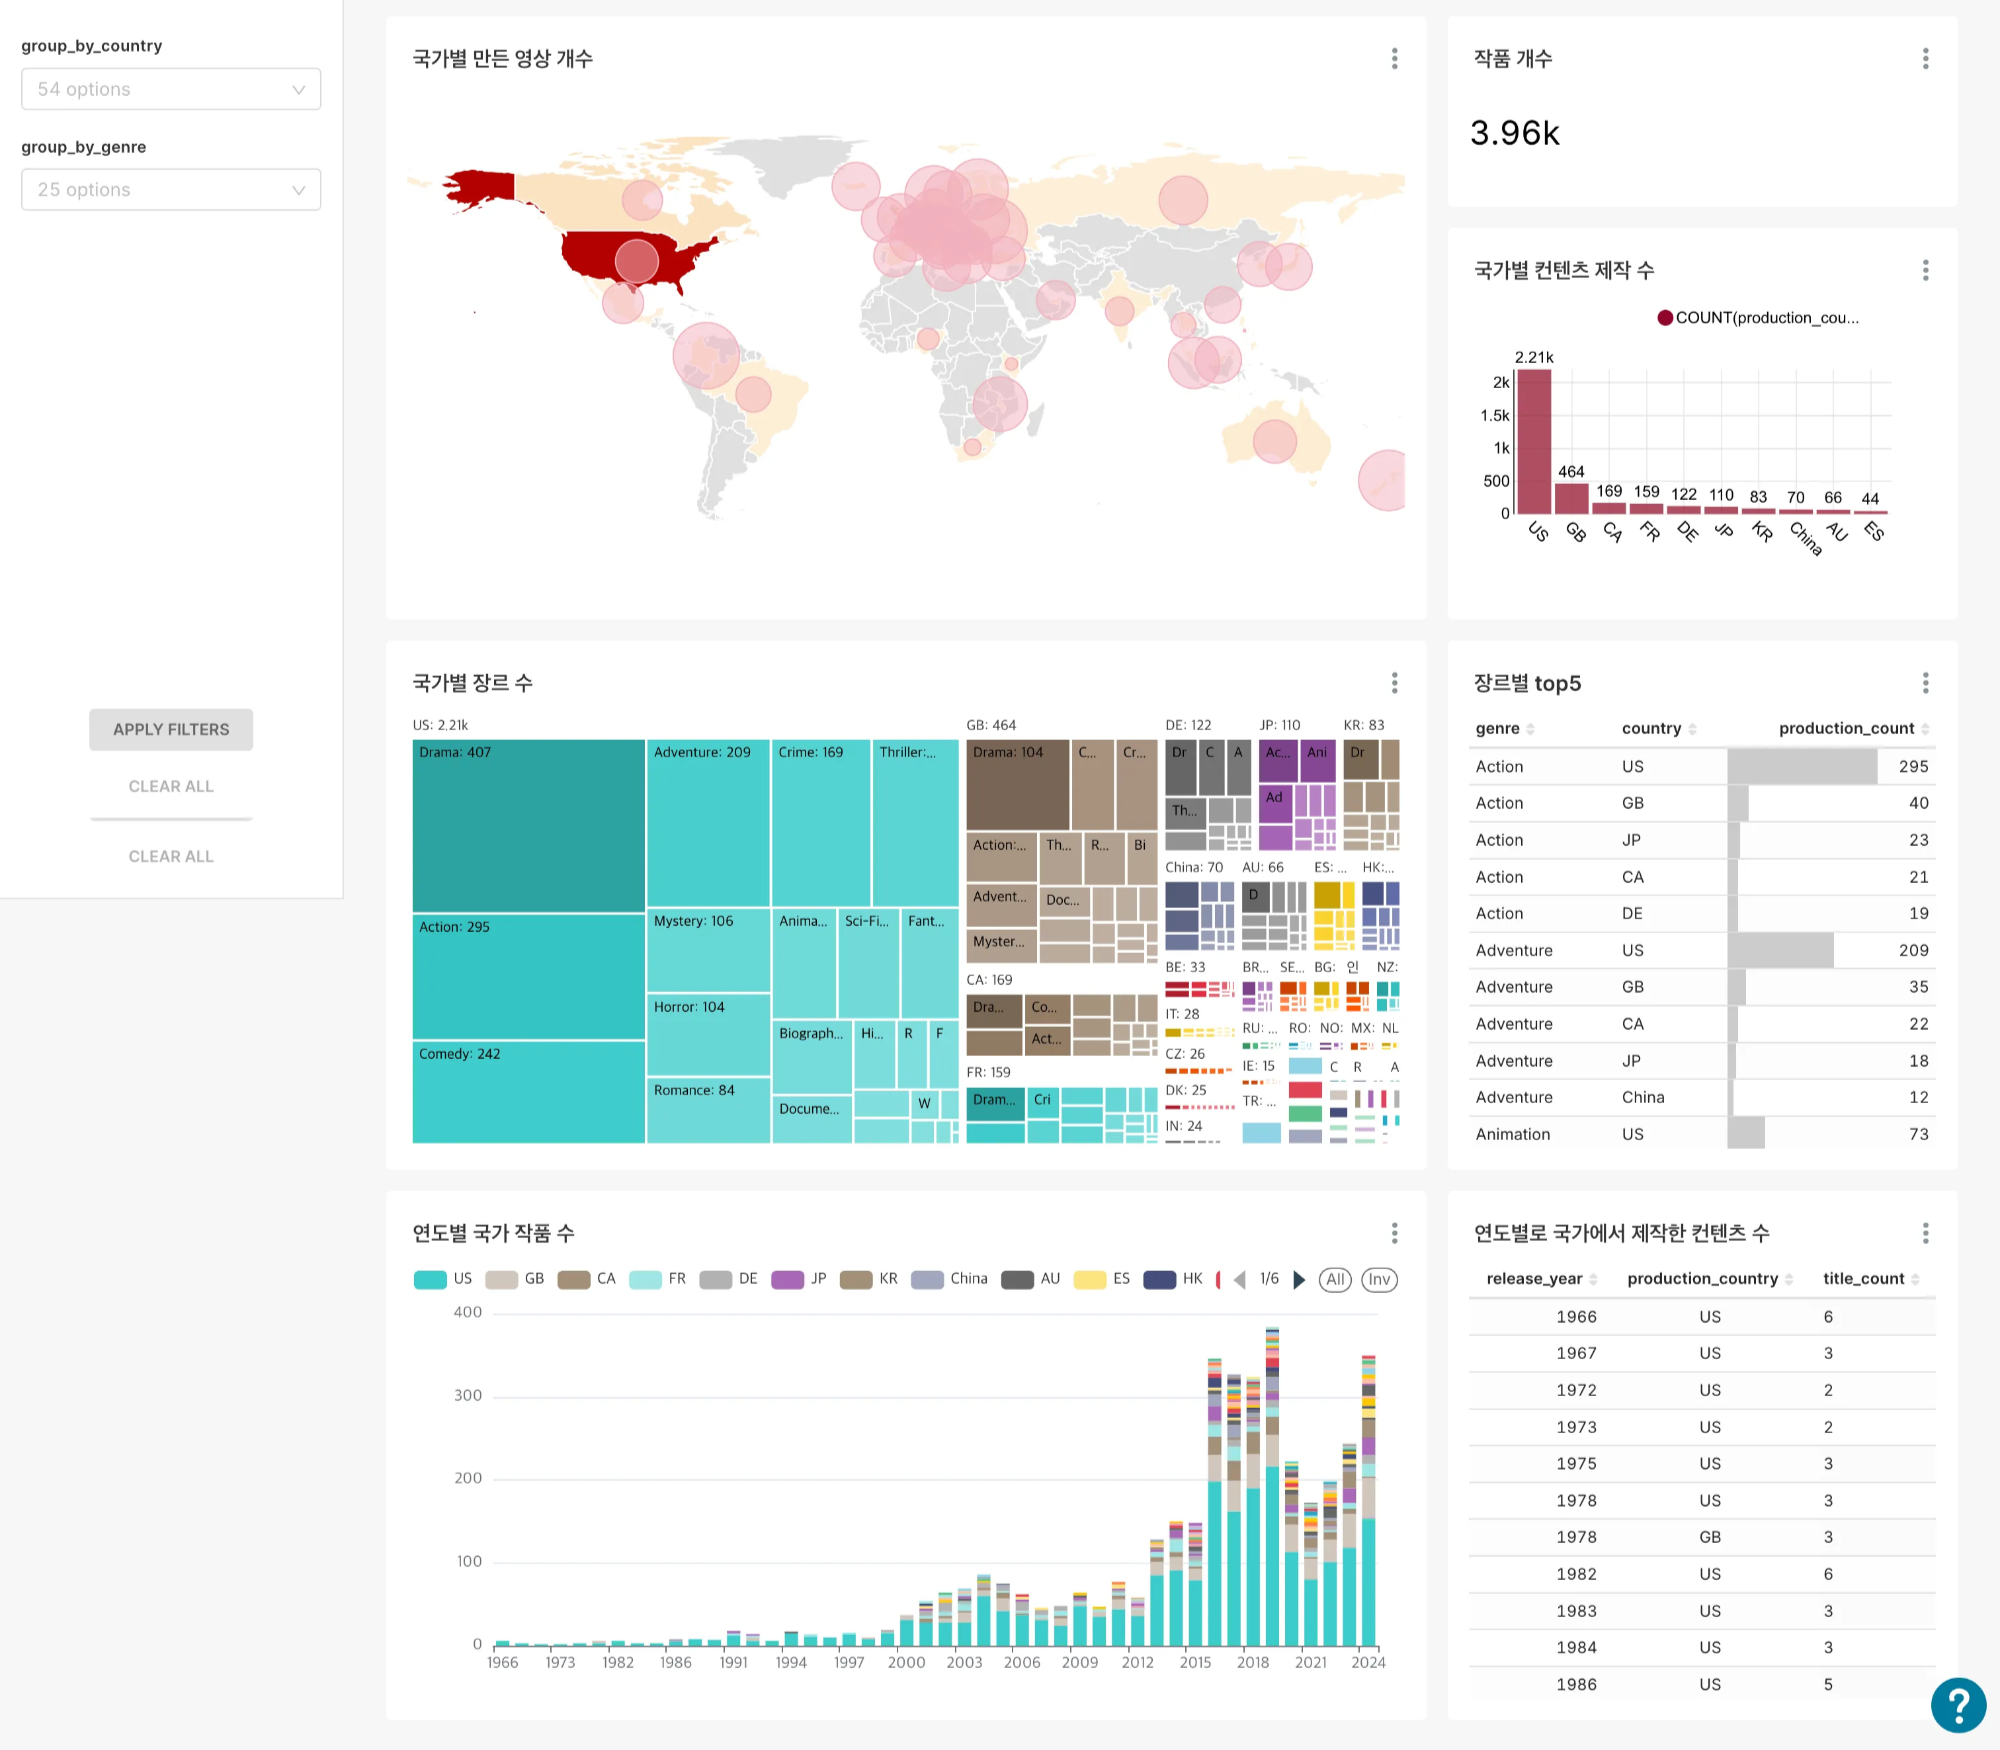 group_by_country
54 options
group_by_genre
25 options
APPLY FILTERS
CLEAR ALL
CLEAR ALL
국가별 만든 영상 개수
작품 개수
3.96k
국가별 컨텐츠 제작 수
COUNT(production_cou...
2.21k
2k
1.5k
1k
500
0
464
169
159
122
110
83
70
66
44
US
GB
CA
FR
DE
JP
KR
China
AU
ES
국가별 장르 수
US: 2.21k
Drama: 407
Adventure: 209
Crime: 169
Thriller:...
Action: 295
Mystery: 106
Anima...
Sci-Fi...
Fant...
Horror: 104
Comedy: 242
Biograph...
Hi...
R
F
Romance: 84
Docume...
W
GB: 464
Drama: 104
C...
Cr...
Action:...
Th...
R...
Bi
Advent...
Doc...
Myster...
CA: 169
Dra...
Co...
Act...
FR: 159
Dram...
Cri
DE: 122
Dr
C
A
Th...
JP: 110
Ac...
Ani
Ad
KR: 83
Dr
China: 70
AU: 66
D
ES: ...
HK:...
BE: 33
BR...
SE...
BG:
인
NZ:
IT: 28
RU: ...
RO:
NO:
MX:
NL
CZ: 26
IE: 15
C
R
A
DK: 25
TR: ...
IN: 24
장르별 top5
genre country production_count
Action US 295
Action GB 40
Action JP 23
Action CA 21
Action DE 19
Adventure US 209
Adventure GB 35
Adventure CA 22
Adventure JP 18
Adventure China 12
Animation US 73
연도별 국가 작품 수
US GB CA FR DE JP KR China AU ES HK 1/6 All Inv
400
300
200
100
0
1966 1973 1982 1986 1991 1994 1997 2000 2003 2006 2009 2012 2015 2018 2021 2024
연도별로 국가에서 제작한 컨텐츠 수
release_year production_country title_count
1966 US 6
1967 US 3
1972 US 2
1973 US 2
1975 US 3
1978 US 3
1978 GB 3
1982 US 6
1983 US 3
1984 US 3
1986 US 5
?